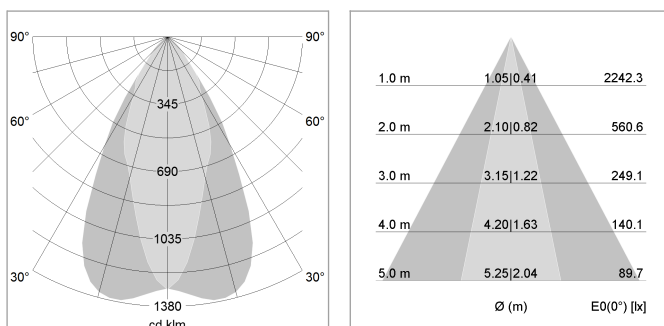 90° 90°
345
60° 60°
690
1035
30° 30°
1380
cd klm
1.0 m 1.05|0.41 2242.3
2.0 m 2.10|0.82 560.6
3.0 m 3.15|1.22 249.1
4.0 m 4.20|1.63 140.1
5.0 m 5.25|2.04 89.7
Ø (m) E0(0°) [lx]